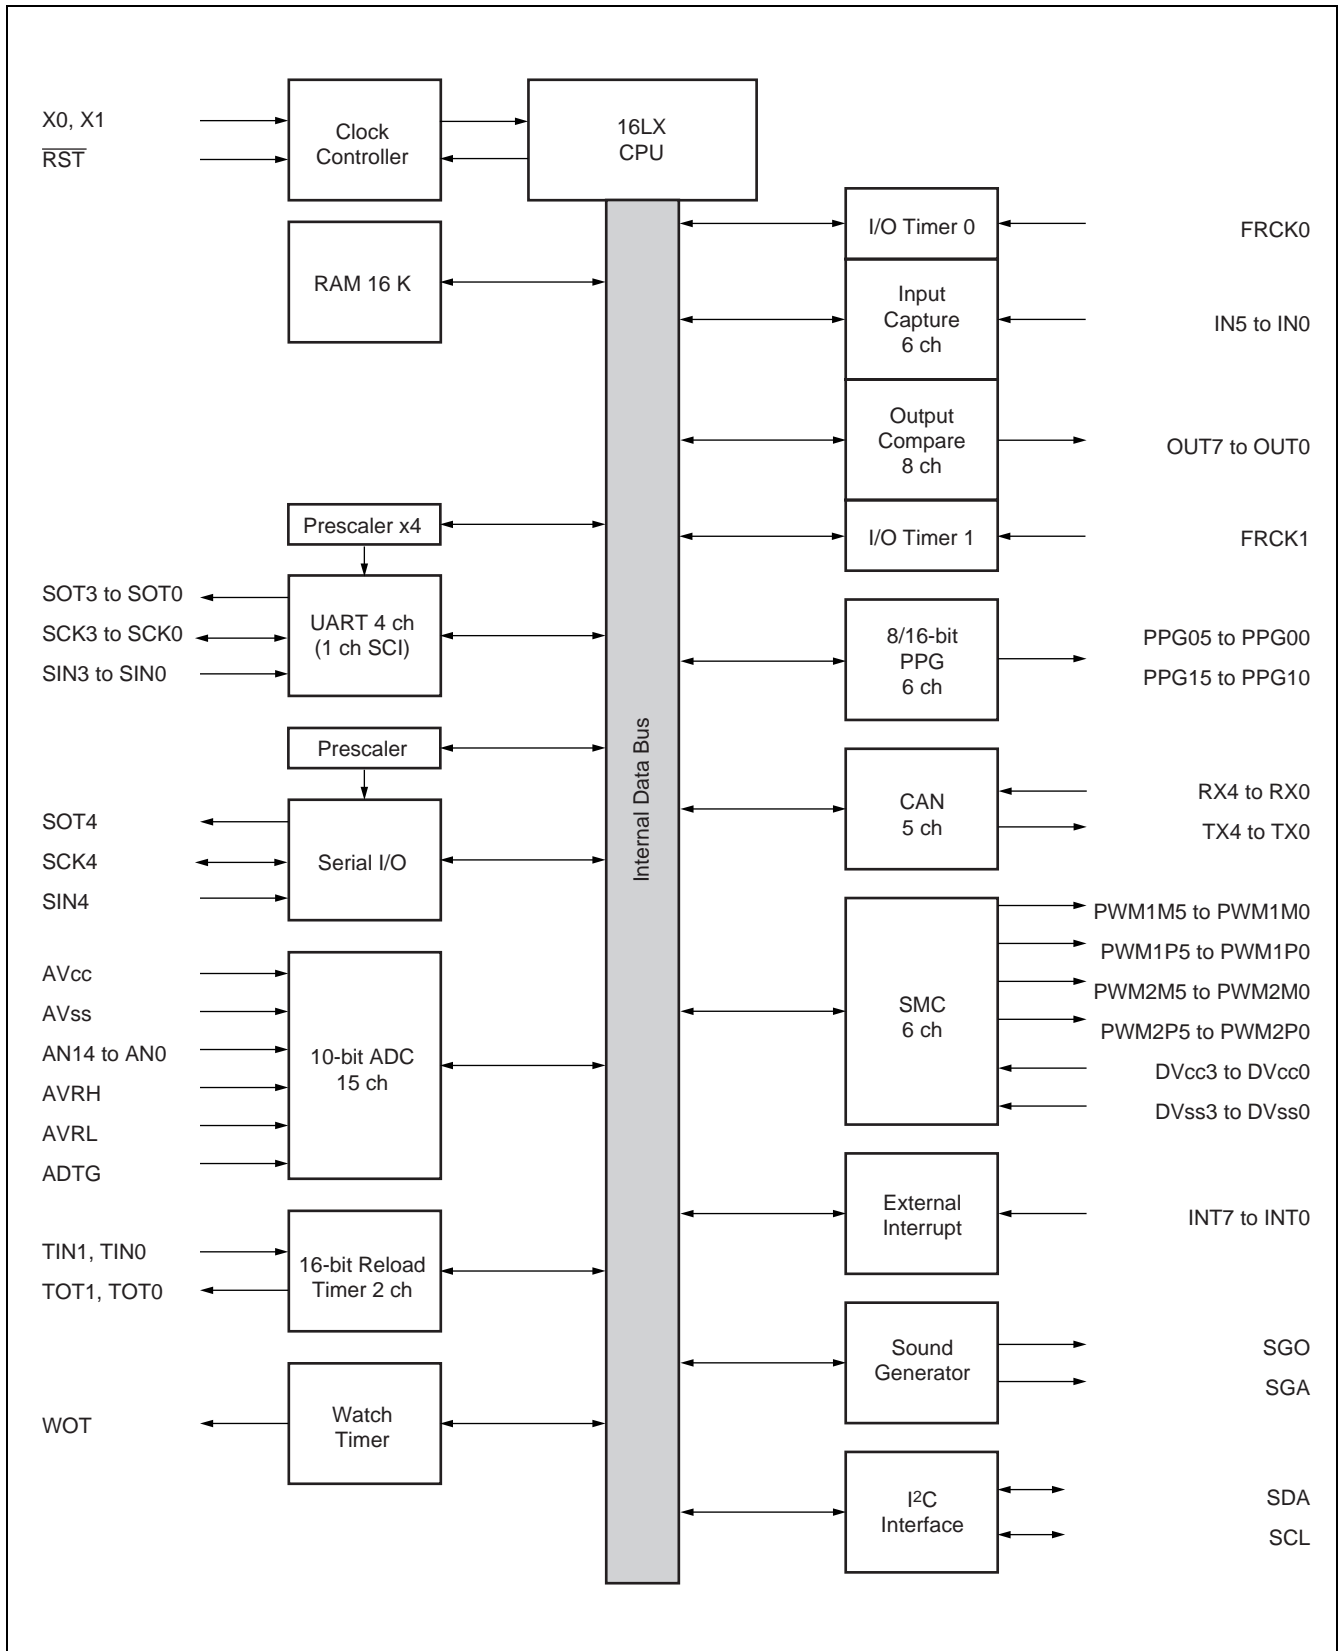 X0, X1
RST
Clock
Controller
16LX
CPU
RAM 16 K
I/O Timer 0
FRCK0
Input
Capture
6 ch
IN5 to IN0
Output
Compare
8 ch
OUT7 to OUT0
I/O Timer 1
FRCK1
Prescaler x4
SOT3 to SOT0
SCK3 to SCK0
SIN3 to SIN0
UART 4 ch
(1 ch SCI)
8/16-bit
PPG
6 ch
PPG05 to PPG00
PPG15 to PPG10
Internal Data Bus
Prescaler
SOT4
SCK4
SIN4
Serial I/O
CAN
5 ch
RX4 to RX0
TX4 to TX0
AVcc
AVss
AN14 to AN0
AVRH
AVRL
ADTG
10-bit ADC
15 ch
SMC
6 ch
PWM1M5 to PWM1M0
PWM1P5 to PWM1P0
PWM2M5 to PWM2M0
PWM2P5 to PWM2P0
DVcc3 to DVcc0
DVss3 to DVss0
TIN1, TIN0
TOT1, TOT0
16-bit Reload
Timer 2 ch
External
Interrupt
INT7 to INT0
WOT
Watch
Timer
Sound
Generator
SGO
SGA
I²C
Interface
SDA
SCL